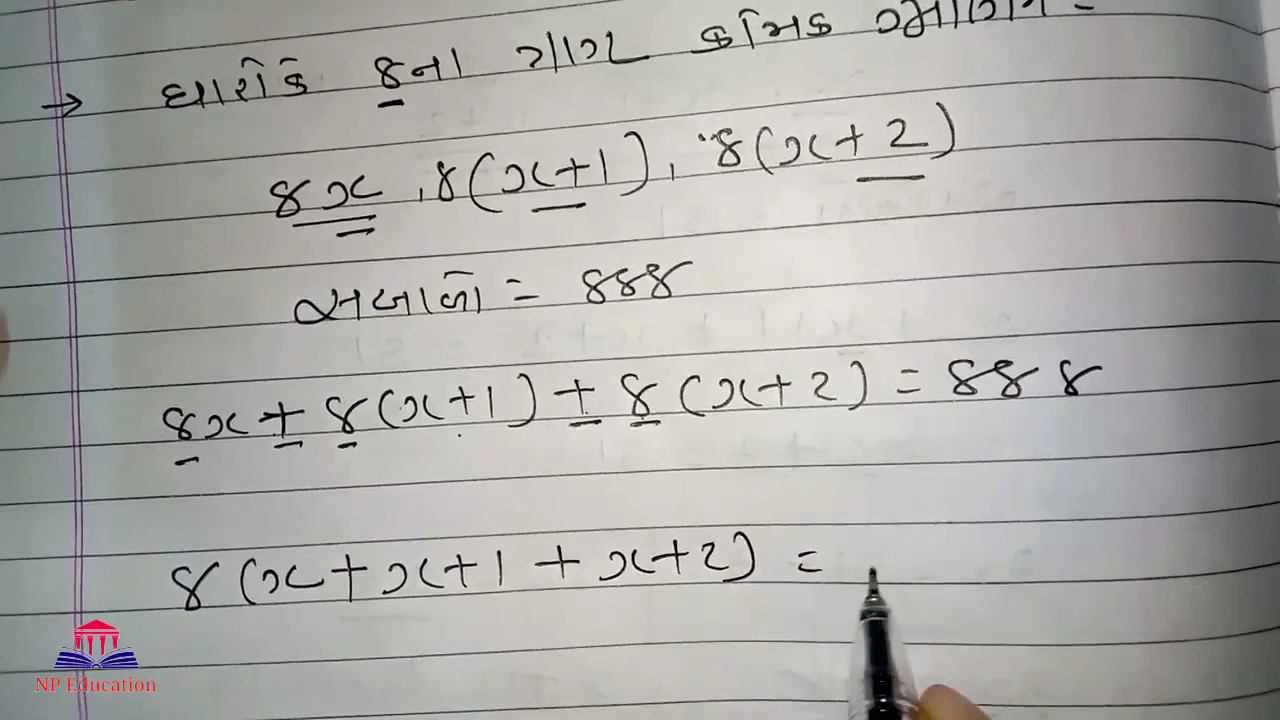 → ધારોકે 8ના ત્રણ ક્રમિક
8x , 8(x+1), 8(x+2)
સરવાળો = 888
8x + 8(x+1) + 8(x+2) = 888
8(x+x+1+x+2) =
NP Education